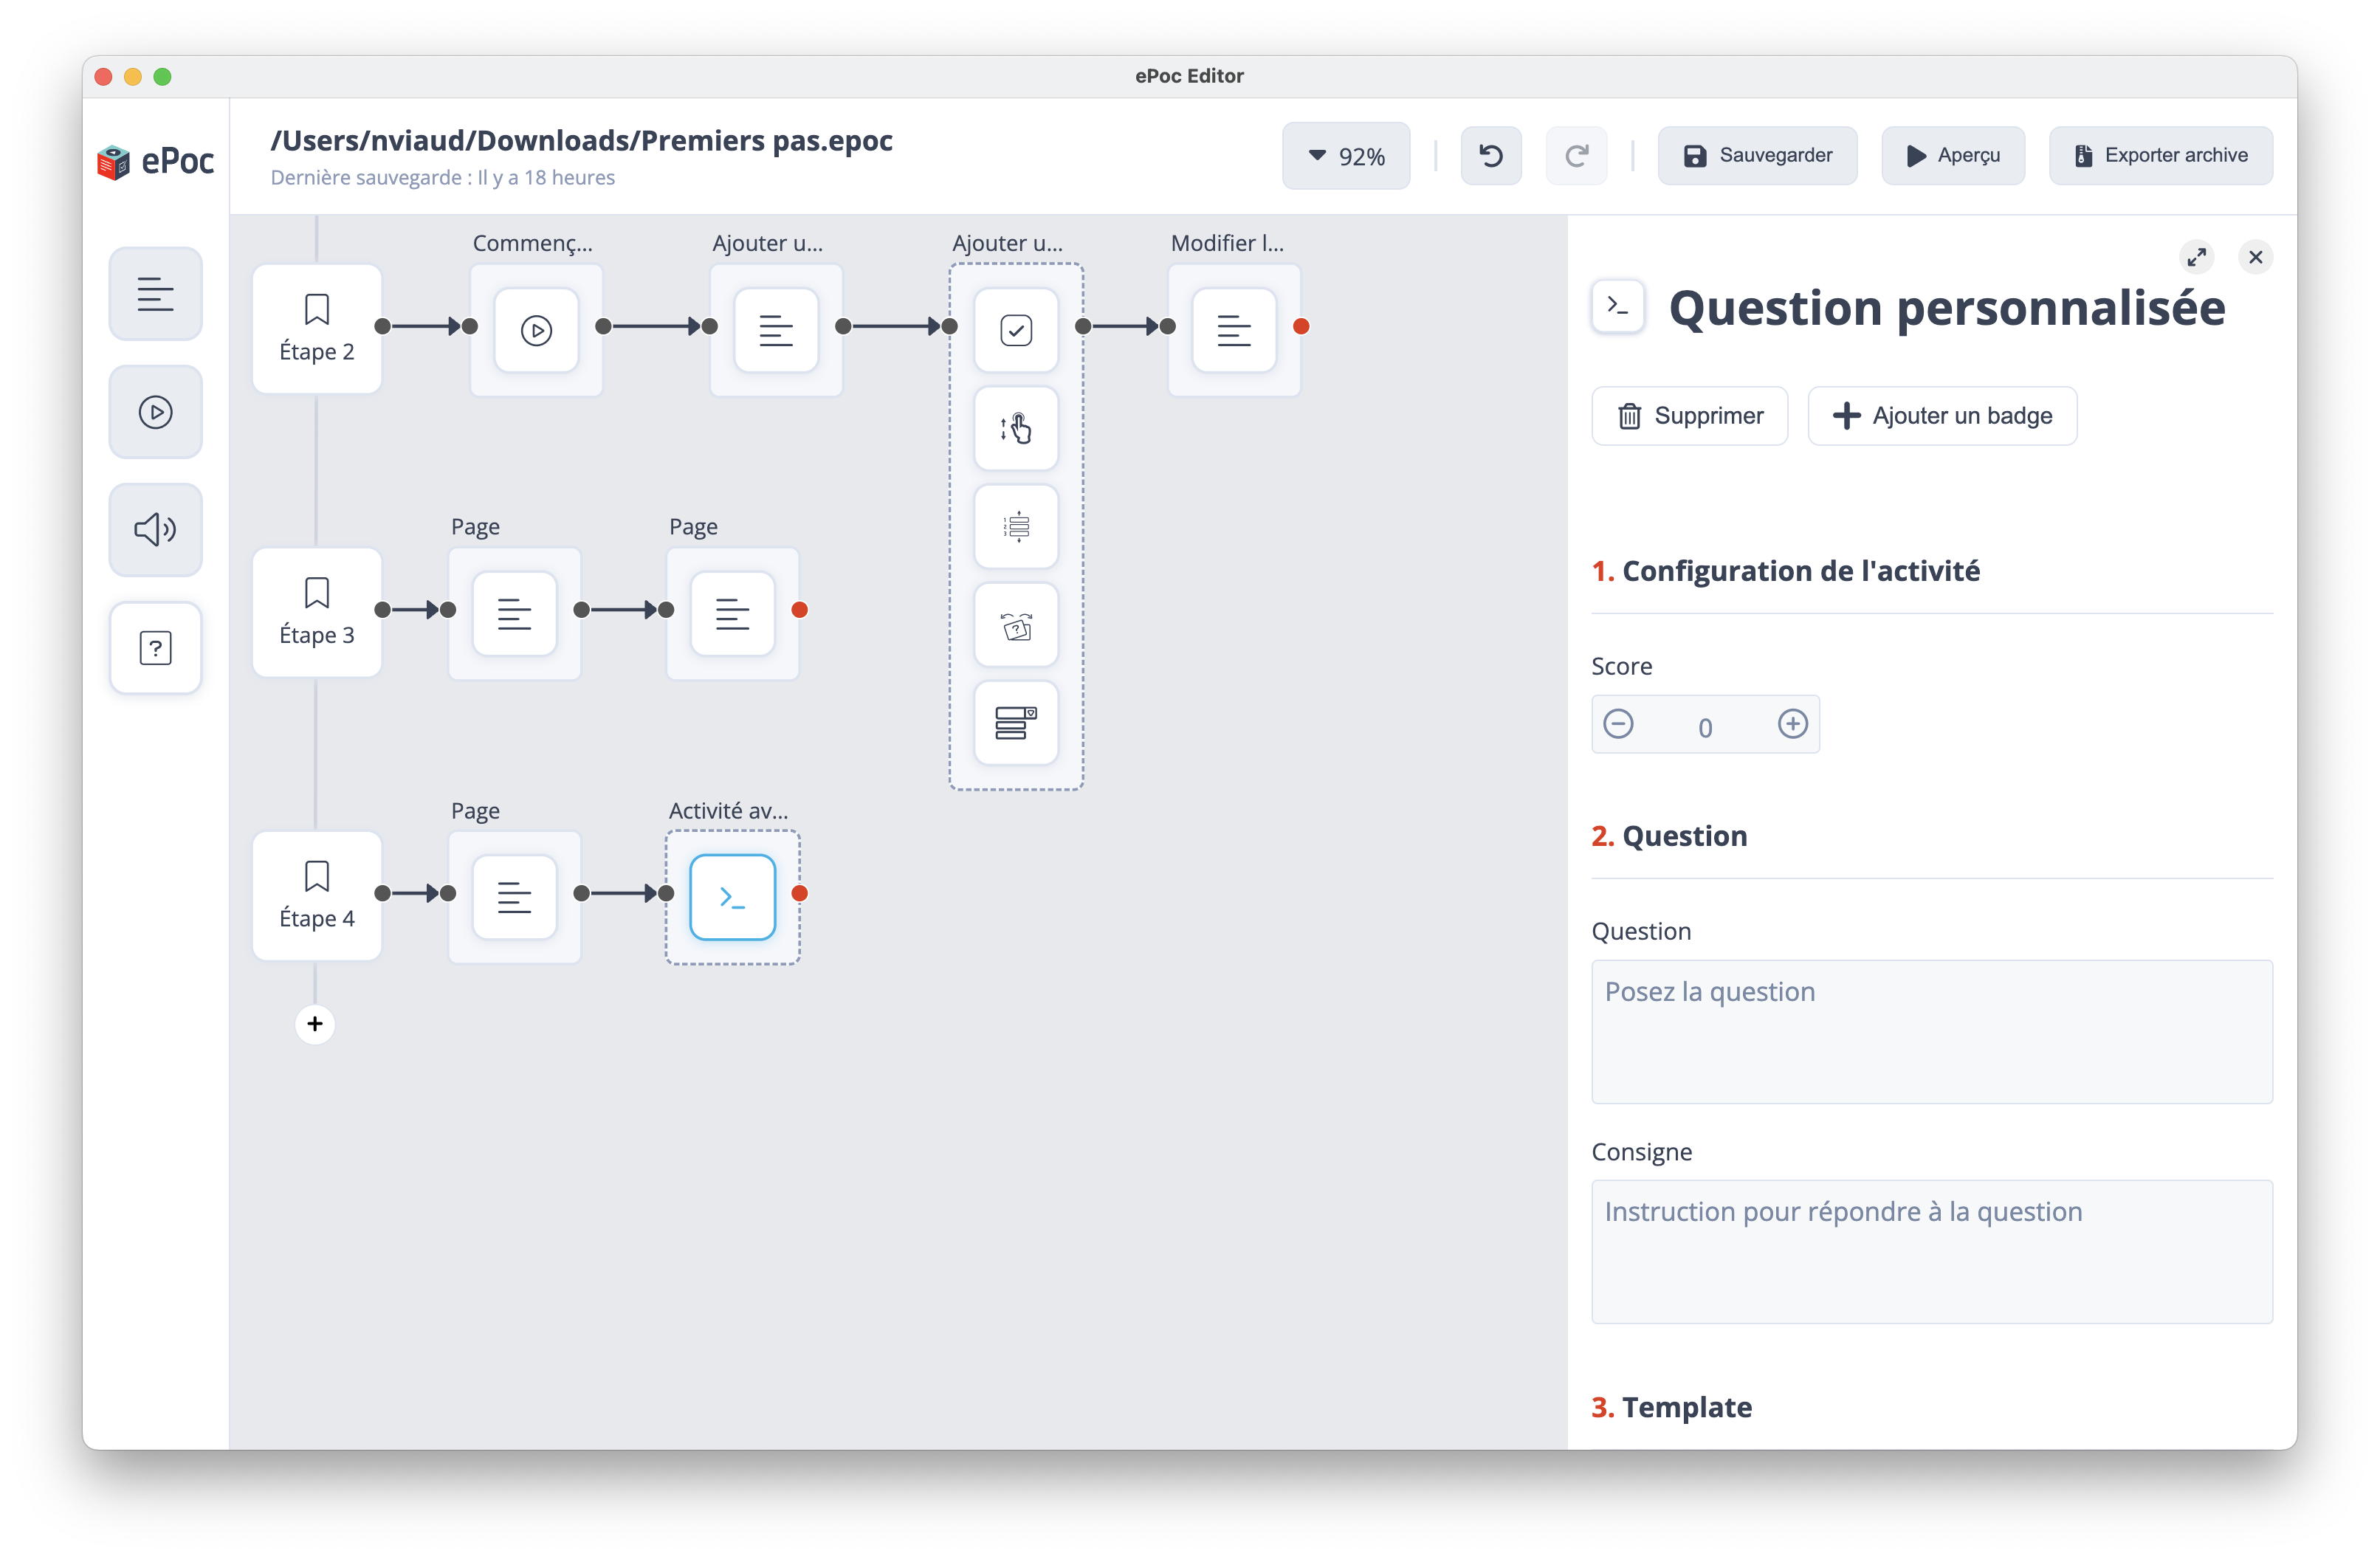 ePoc Editor
ePoc
/Users/nviaud/Downloads/Premiers pas.epoc
Dernière sauvegarde : Il y a 18 heures
92%
Sauvegarder
Aperçu
Exporter archive
Commenç...
Ajouter u...
Ajouter u...
Modifier l...
Étape 2
Page
Page
Étape 3
Page
Activité av...
Étape 4
Question personnalisée
Supprimer
Ajouter un badge
1. Configuration de l'activité
Score
0
2. Question
Question
Posez la question
Consigne
Instruction pour répondre à la question
3. Template